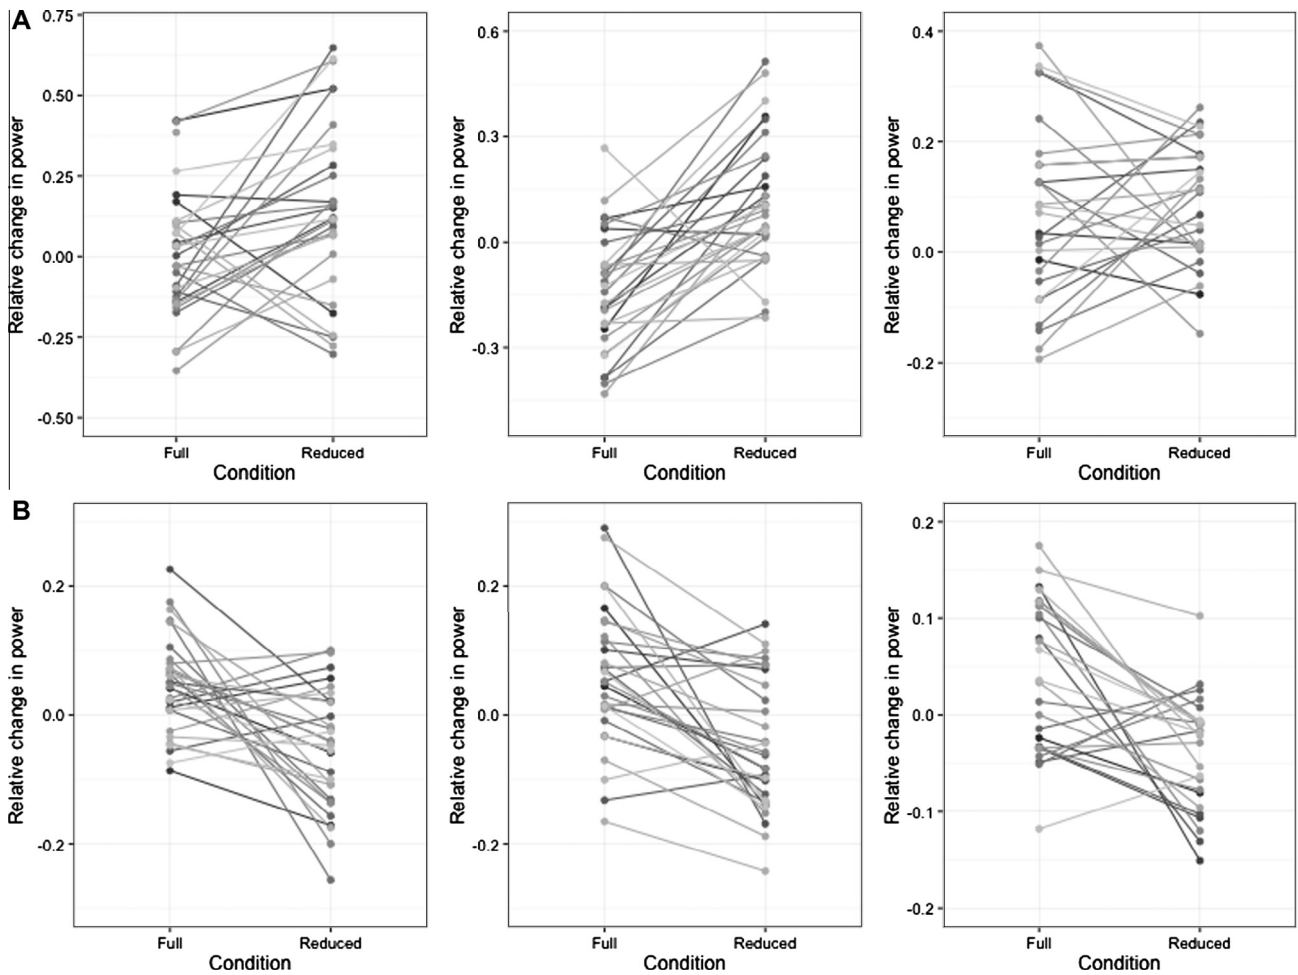 A
0.75
0.50
0.25
0.00
-0.25
-0.50
Relative change in power
Full
Reduced
Condition
0.6
0.3
0.0
-0.3
Relative change in power
Full
Reduced
Condition
0.4
0.2
0.0
-0.2
Relative change in power
Full
Reduced
Condition
B
0.2
0.0
-0.2
Relative change in power
Full
Reduced
Condition
0.2
0.0
-0.2
Relative change in power
Full
Reduced
Condition
0.2
0.1
0.0
-0.1
-0.2
Relative change in power
Full
Reduced
Condition